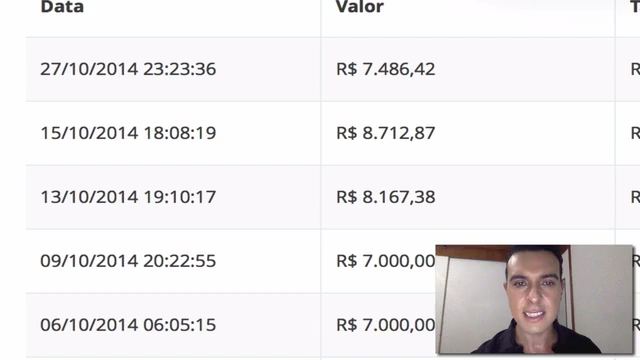 Data Valor T
27/10/2014 23:23:36 R$ 7.486,42 R
15/10/2014 18:08:19 R$ 8.712,87 R
13/10/2014 19:10:17 R$ 8.167,38 R
09/10/2014 20:22:55 R$ 7.000,00
06/10/2014 06:05:15 R$ 7.000,00